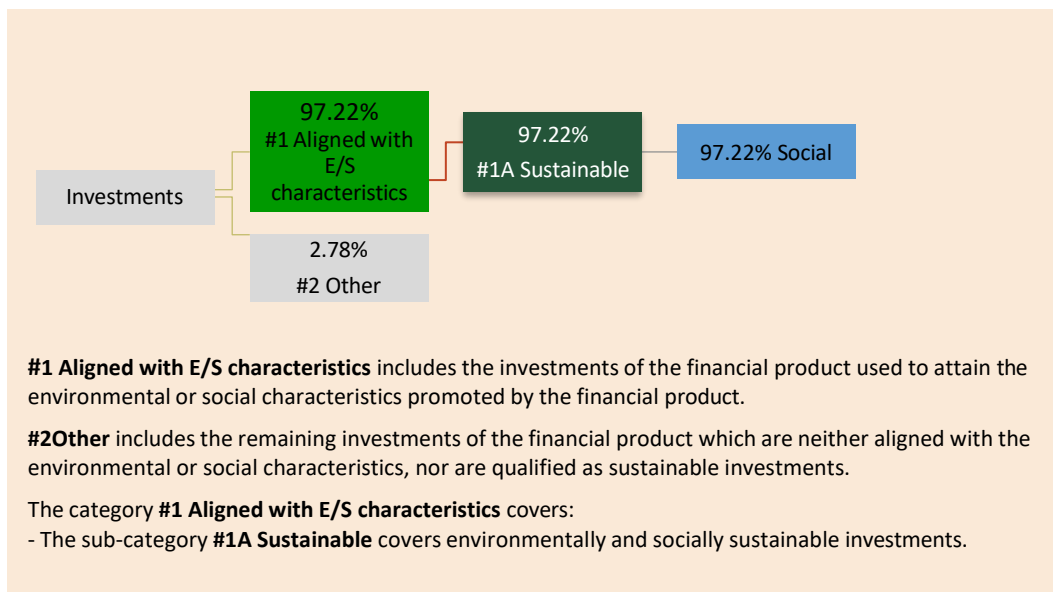 Investments
97.22%
#1 Aligned with
E/S
characteristics
2.78%
#2 Other
97.22%
#1A Sustainable
97.22% Social
#1 Aligned with E/S characteristics includes the investments of the financial product used to attain the
environmental or social characteristics promoted by the financial product.
#2Other includes the remaining investments of the financial product which are neither aligned with the
environmental or social characteristics, nor are qualified as sustainable investments.
The category #1 Aligned with E/S characteristics covers:
- The sub-category #1A Sustainable covers environmentally and socially sustainable investments.